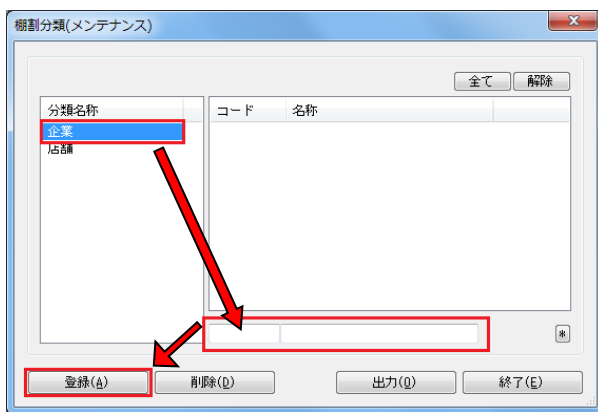 棚割分類(メンテナンス)
全て 解除
分類名称 コード 名称
企業
店舗
*
登録(A) 削除(D) 出力(O) 終了(E)